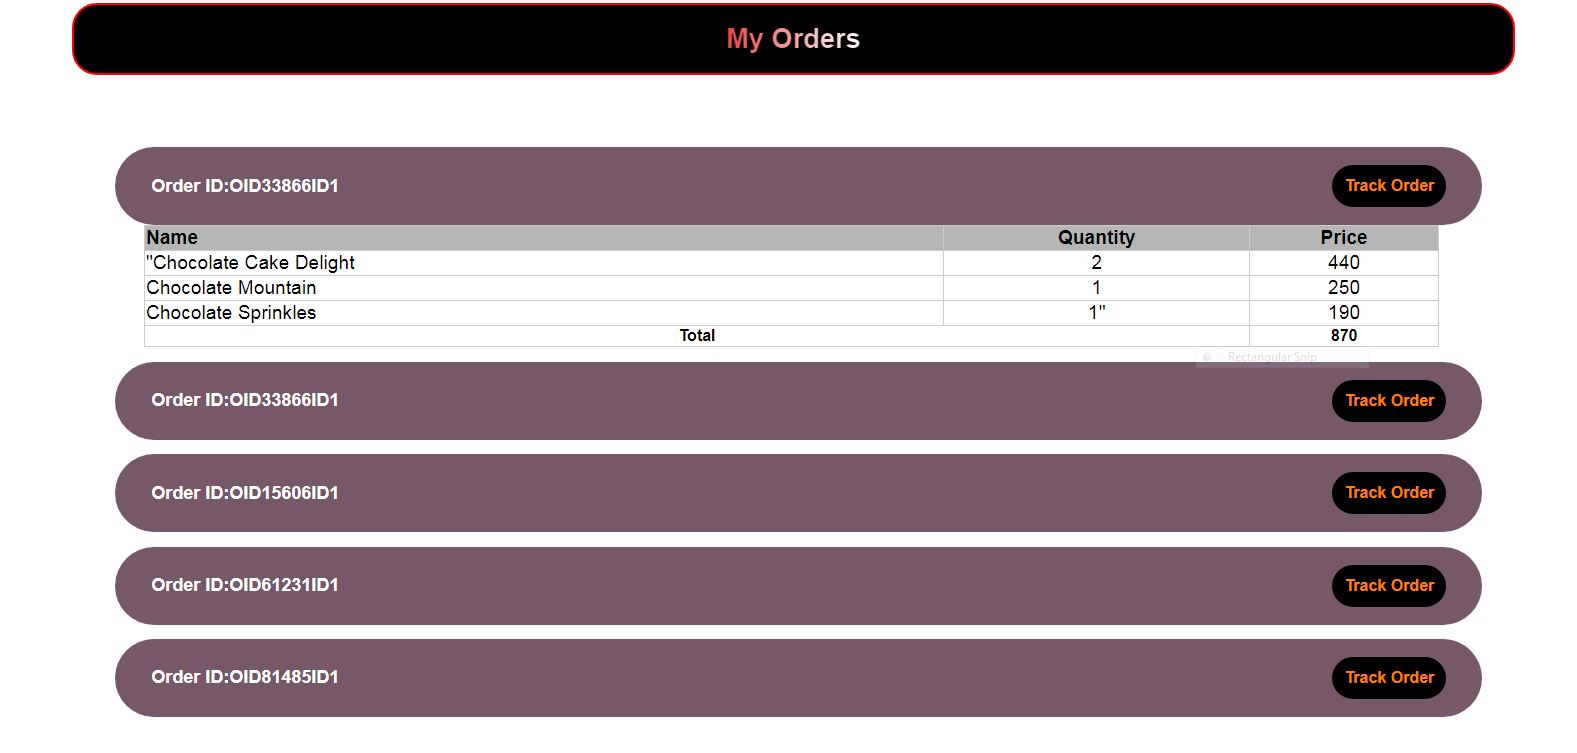 My Orders
Order ID:OID33866ID1 Track Order
Name Quantity Price
"Chocolate Cake Delight 2 440
Chocolate Mountain 1 250
Chocolate Sprinkles 1" 190
Total 870
Rectangular Snip
Order ID:OID33866ID1 Track Order
Order ID:OID15606ID1 Track Order
Order ID:OID61231ID1 Track Order
Order ID:OID81485ID1 Track Order